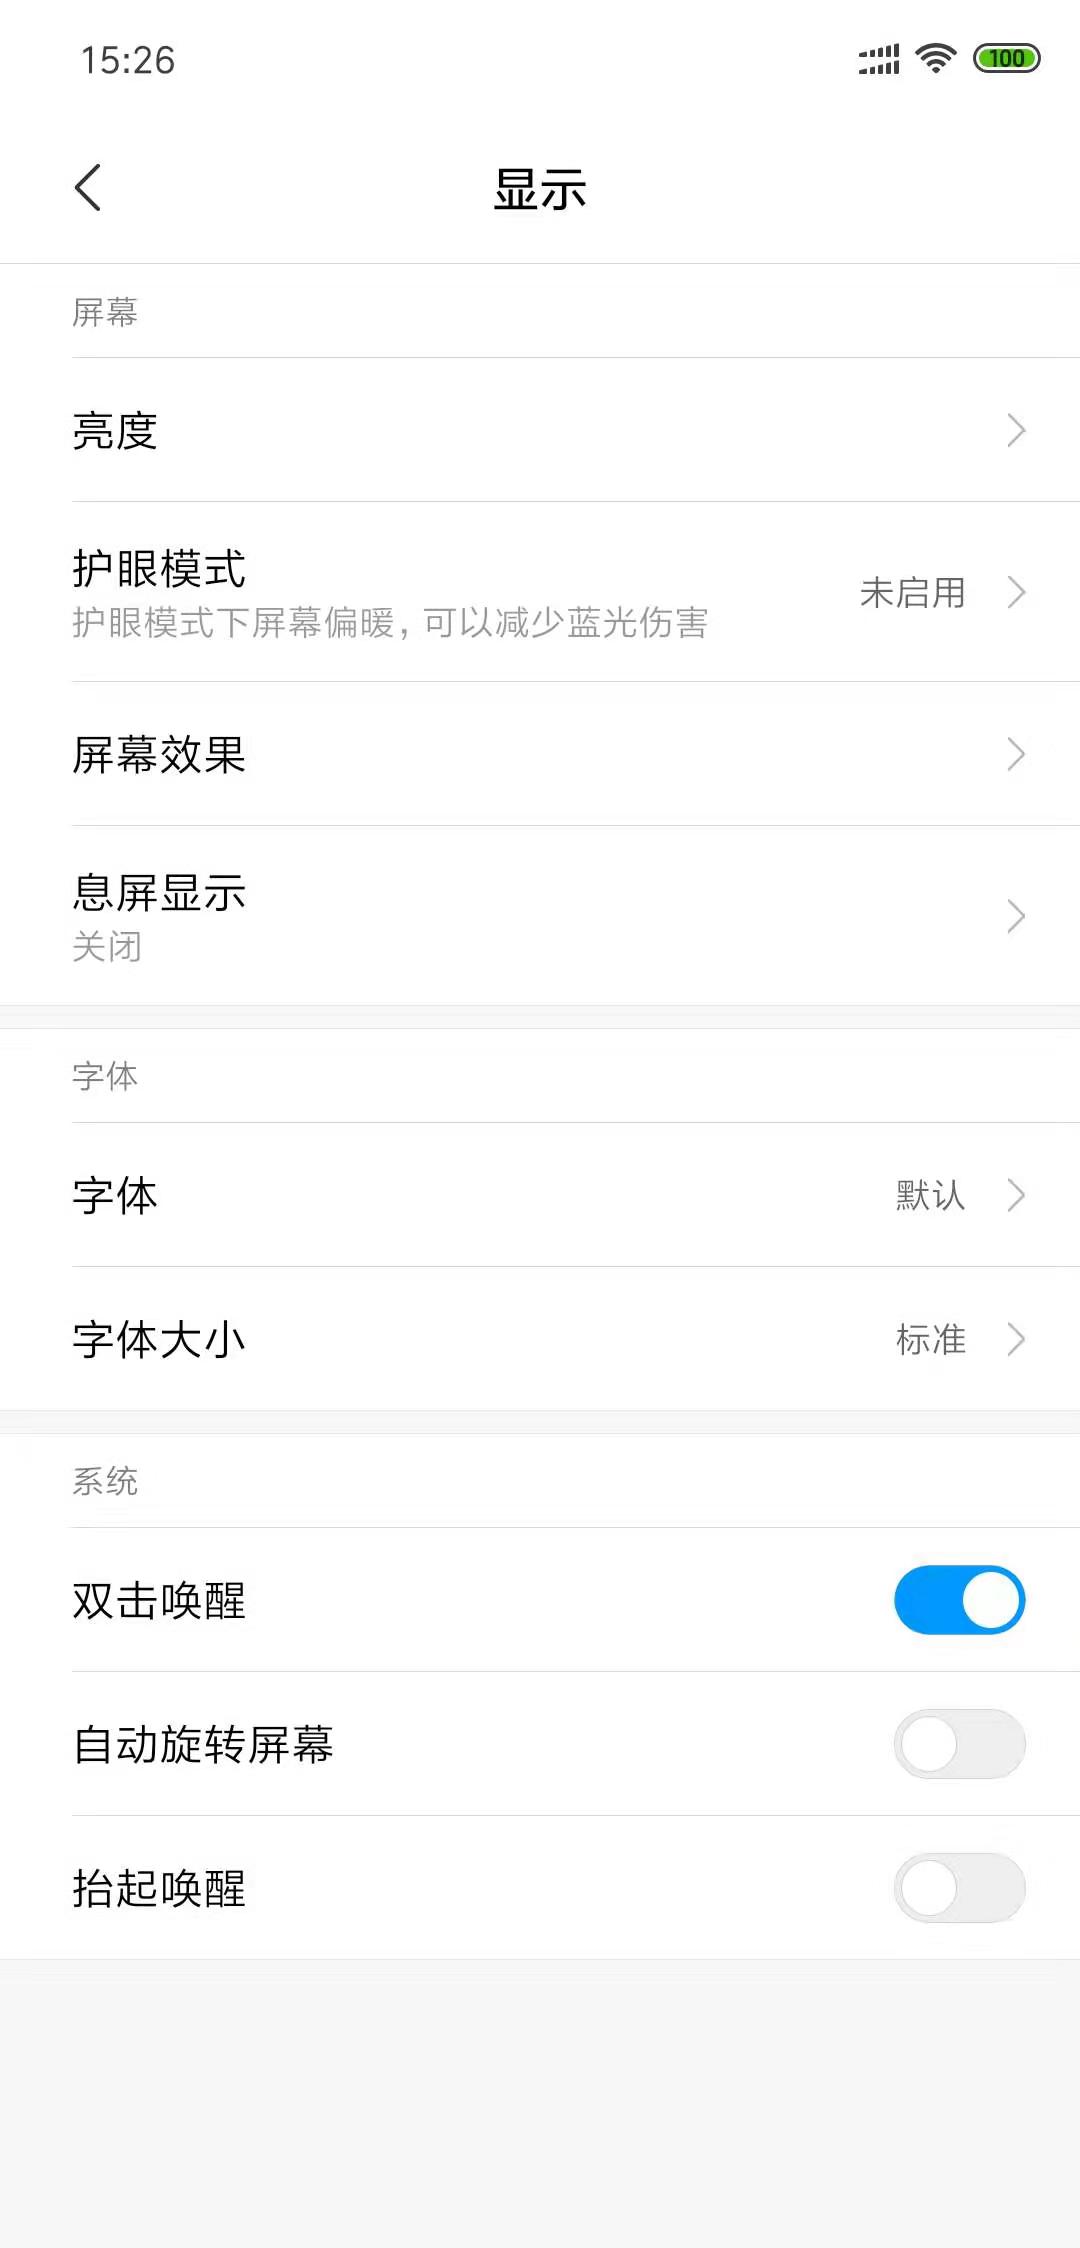 15:26
100
显示
屏幕
亮度
护眼模式
护眼模式下屏幕偏暖，可以减少蓝光伤害
未启用
屏幕效果
息屏显示
关闭
字体
字体
默认
字体大小
标准
系统
双击唤醒
自动旋转屏幕
抬起唤醒